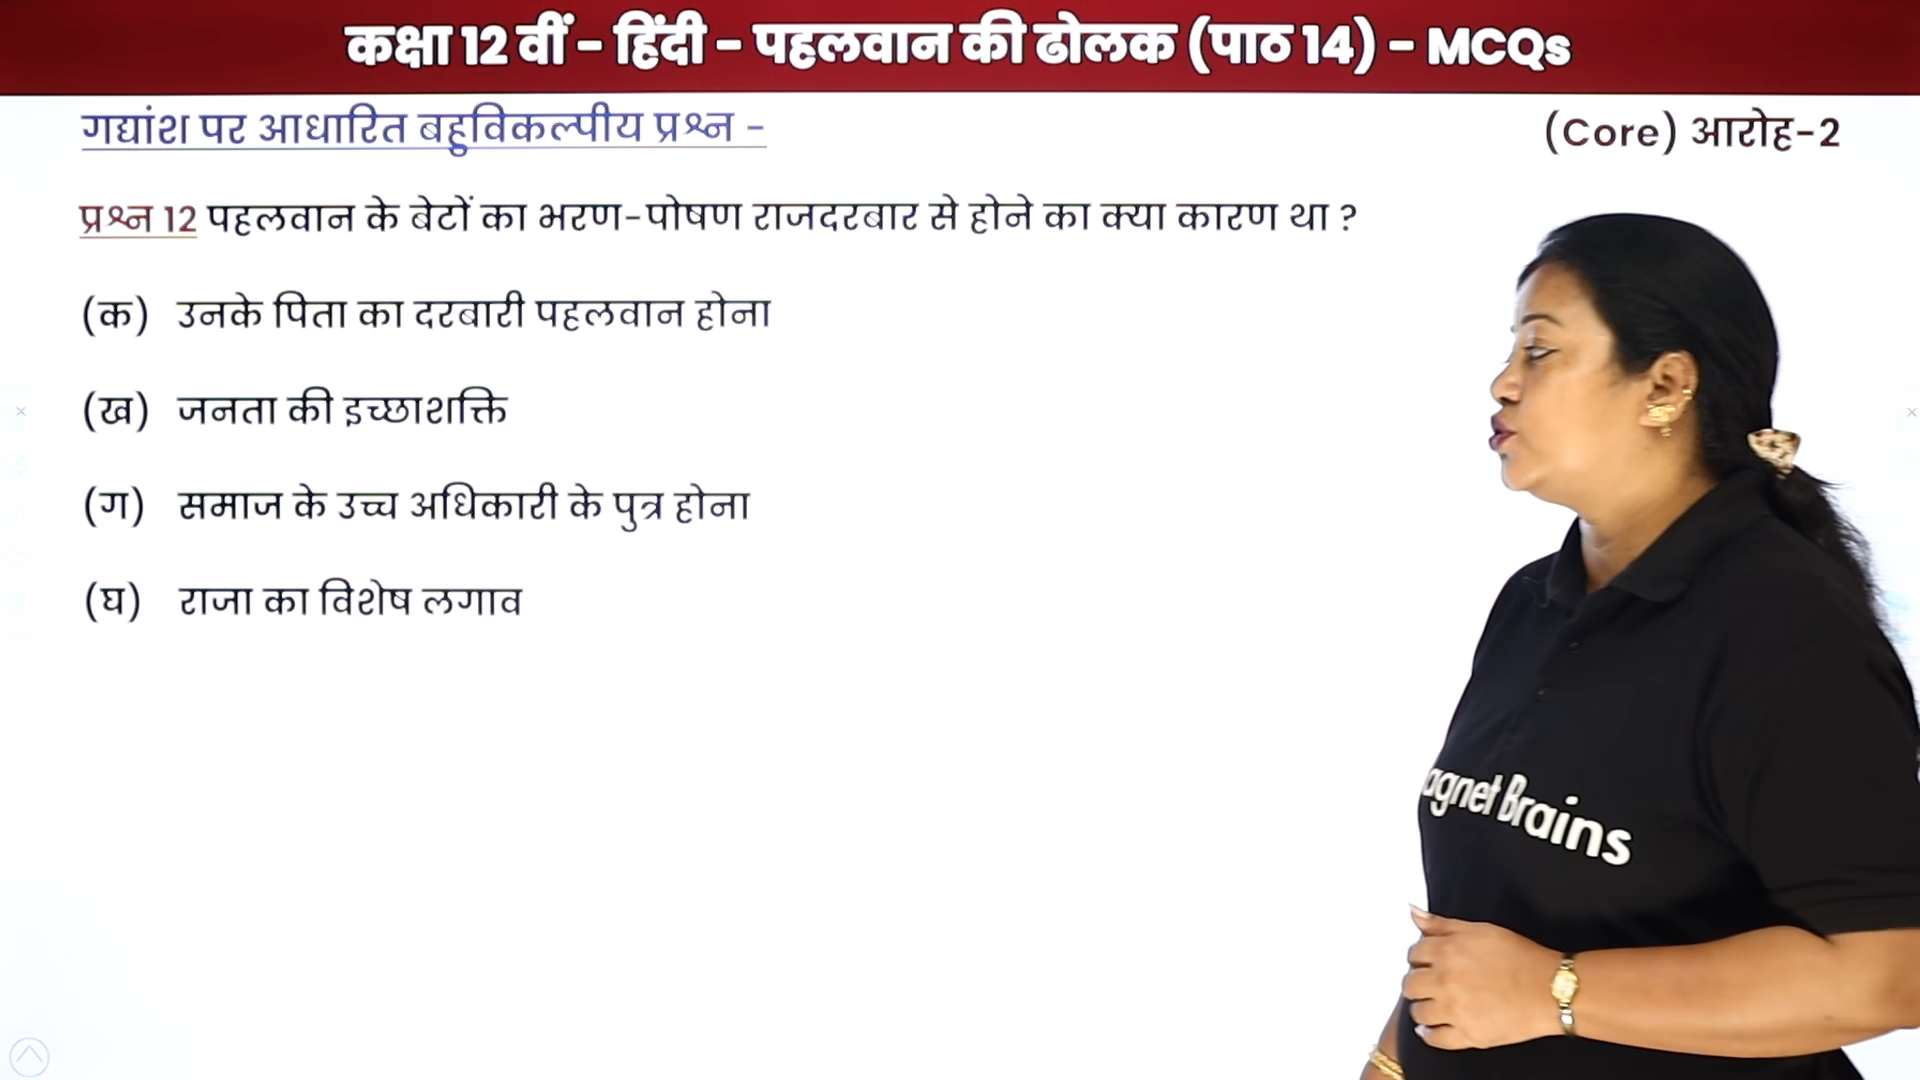 कक्षा 12 वीं - हिंदी - पहलवान की ढोलक (पाठ 14) - MCQs
गद्यांश पर आधारित बहुविकल्पीय प्रश्न -
(Core) आरोह-2
प्रश्न 12 पहलवान के बेटों का भरण-पोषण राजदरबार से होने का क्या कारण था ?
(क) उनके पिता का दरबारी पहलवान होना
(ख) जनता की इच्छाशक्ति
(ग) समाज के उच्च अधिकारी के पुत्र होना
(घ) राजा का विशेष लगाव
agnet Brains